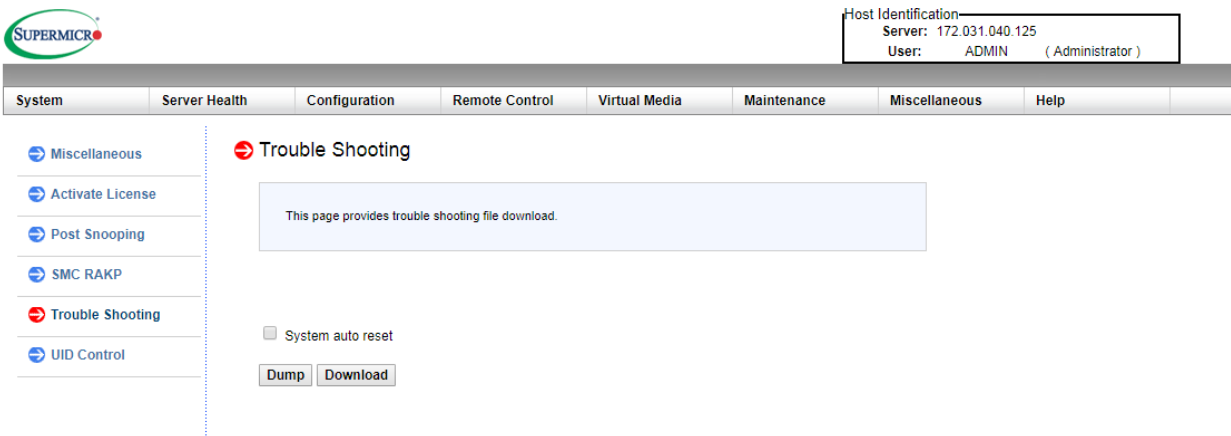 SUPERMICR
Host Identification
Server: 172.031.040.125
User: ADMIN ( Administrator )
System Server Health Configuration Remote Control Virtual Media Maintenance Miscellaneous Help
Miscellaneous
Activate License
Post Snooping
SMC RAKP
Trouble Shooting
UID Control
Trouble Shooting
This page provides trouble shooting file download.
System auto reset
Dump Download